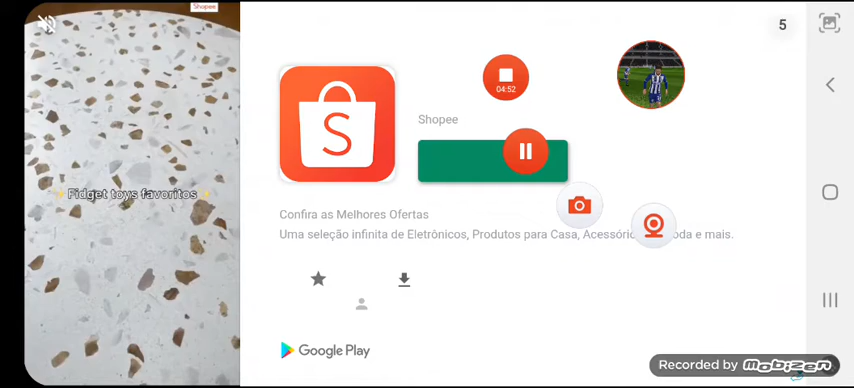 Shopee
5
04:52
S
Shopee
✨Fidget toys favoritos✨
Confira as Melhores Ofertas
Uma seleção infinita de Eletrônicos, Produtos para Casa, Acessóri oda e mais.
Google Play
Recorded by mobizen